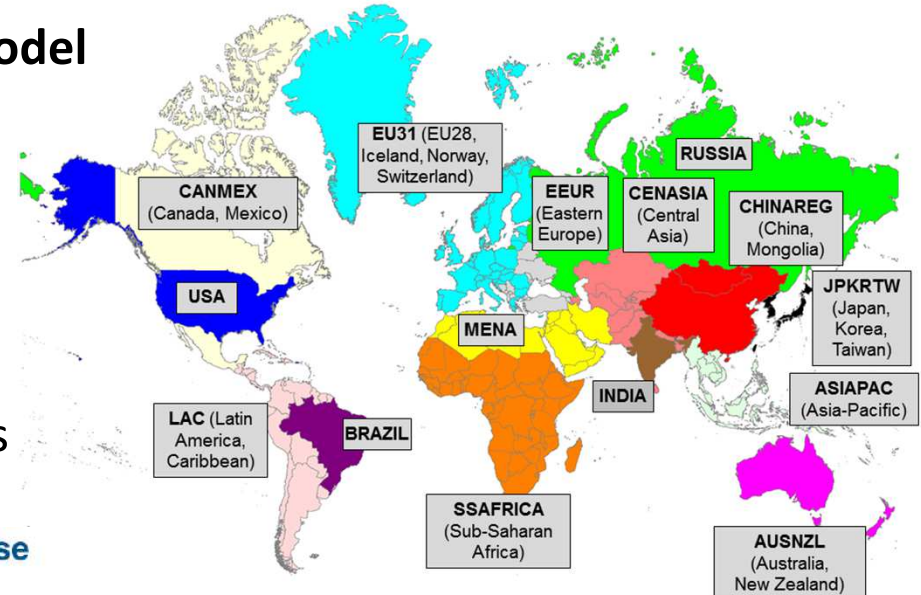 odel
EU31 (EU28,
Iceland, Norway,
Switzerland)
RUSSIA
CANMEX
(Canada, Mexico)
EEUR
(Eastern
Europe)
CENASIA
(Central
Asia)
CHINAREG
(China,
Mongolia)
USA
JPKRTW
(Japan,
Korea,
Taiwan)
MENA
INDIA
ASIAPAC
(Asia-Pacific)
LAC (Latin
America,
Caribbean)
BRAZIL
s
SSAFRICA
(Sub-Saharan
Africa)
se
AUSNZL
(Australia,
New Zealand)